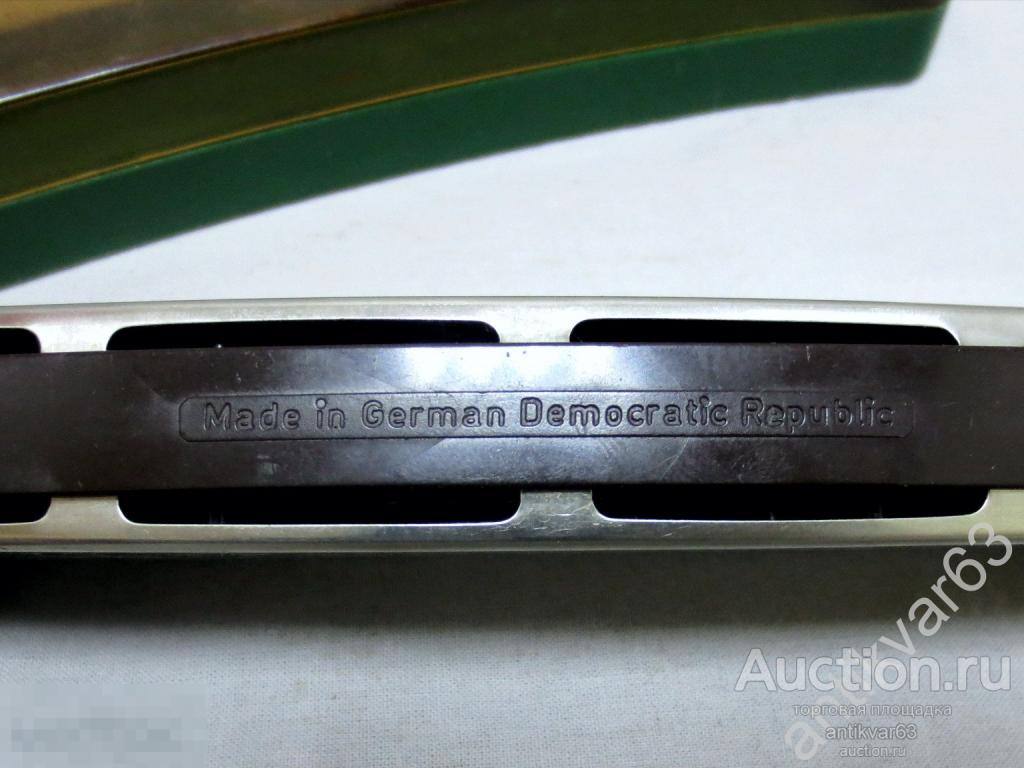 Made in German Democratic Republic
antikvar63
Auction.ru
торговая площадка
antikvar63
auction.ru